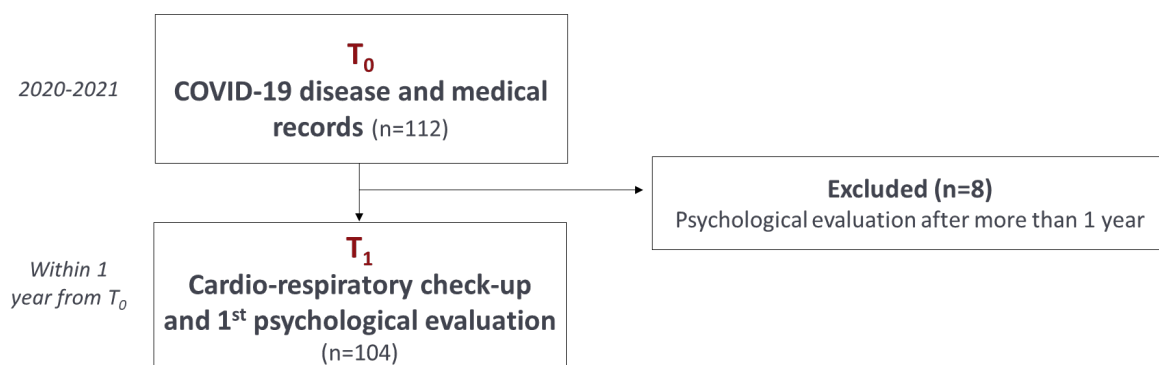 T₀
2020-2021
COVID-19 disease and medical
records (n=112)
Excluded (n=8)
Psychological evaluation after more than 1 year
T₁
Within 1
year from T₀
Cardio-respiratory check-up
and 1ˢᵗ psychological evaluation
(n=104)